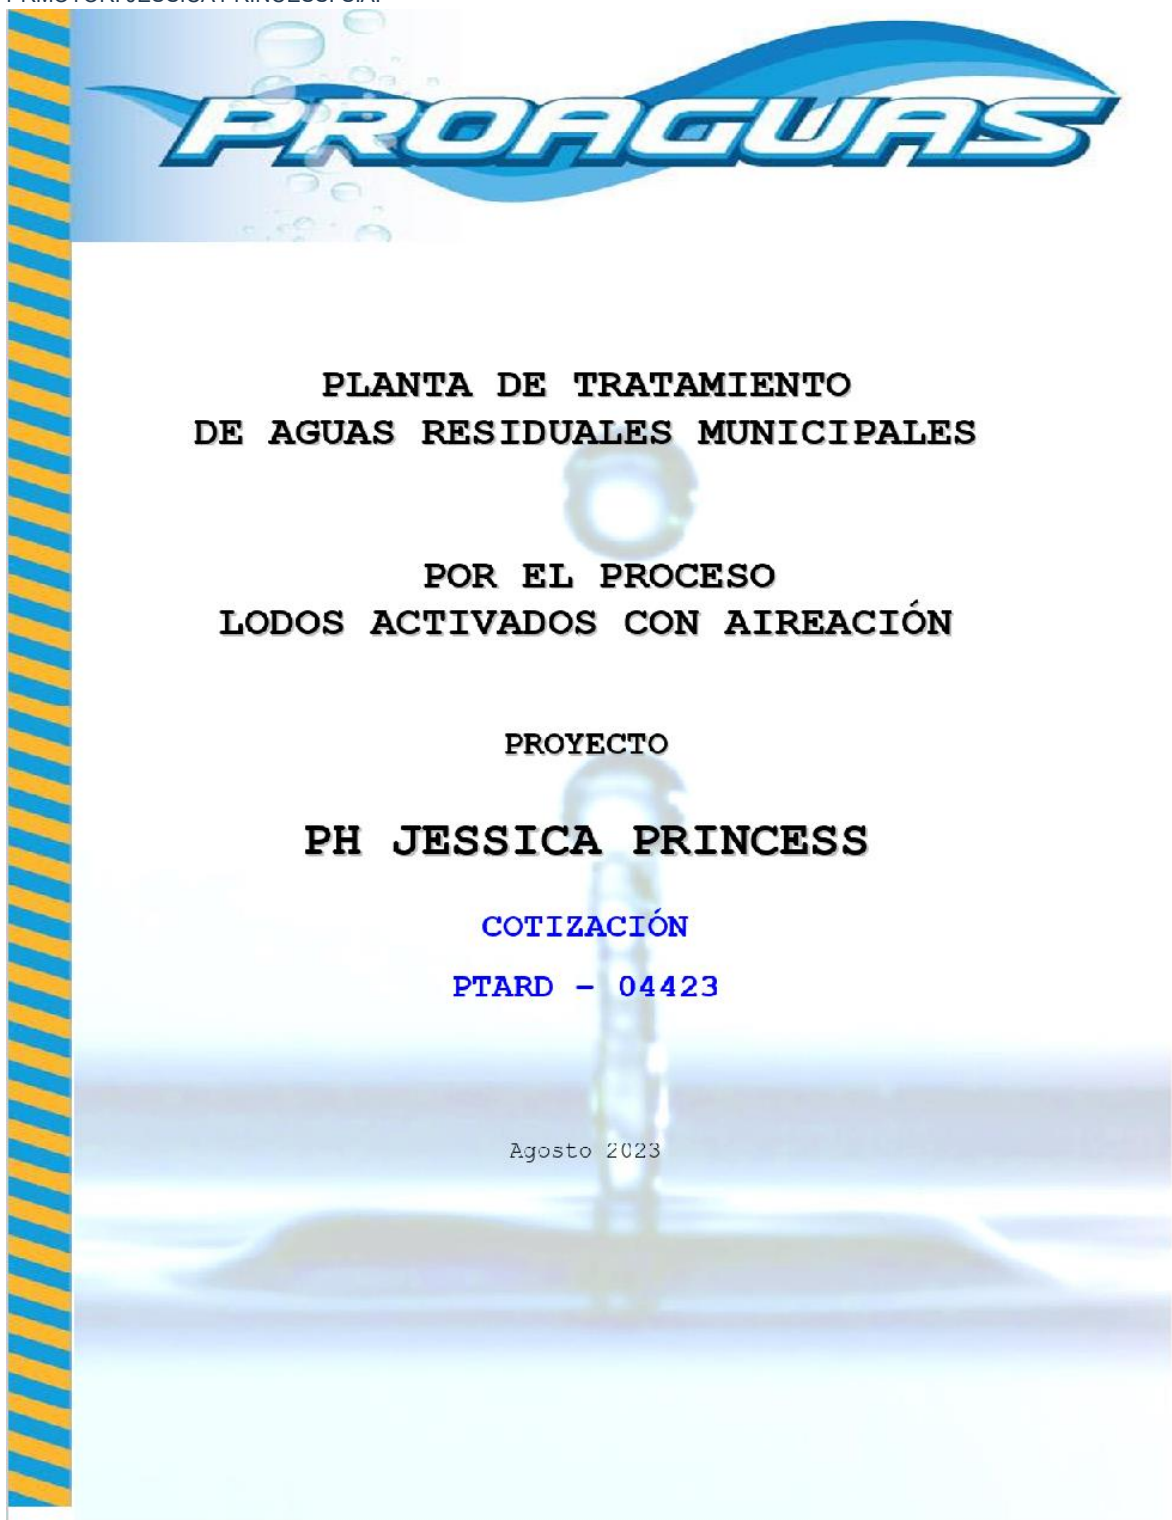 PROAGUAS
PLANTA DE TRATAMIENTO
DE AGUAS RESIDUALES MUNICIPALES
POR EL PROCESO
LODOS ACTIVADOS CON AIREACIÓN
PROYECTO
PH JESSICA PRINCESS
COTIZACIÓN
PTARD – 04423
Agosto 2023